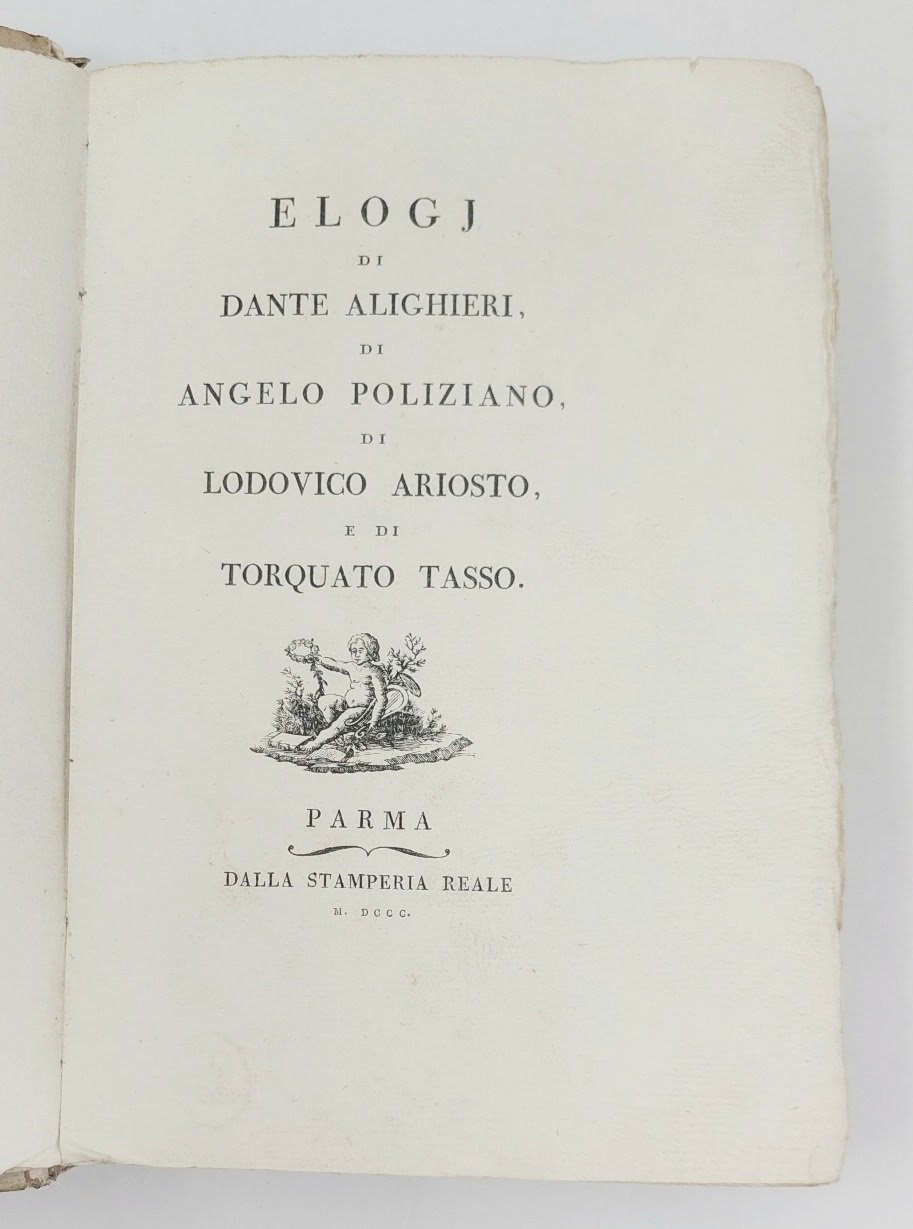 ELOGJ
DI
DANTE ALIGHIERI,
DI
ANGELO POLIZIANO,
DI
LODOVICO ARIOSTO,
E DI
TORQUATO TASSO.
PARMA
DALLA STAMPERIA REALE
M. DCCC.